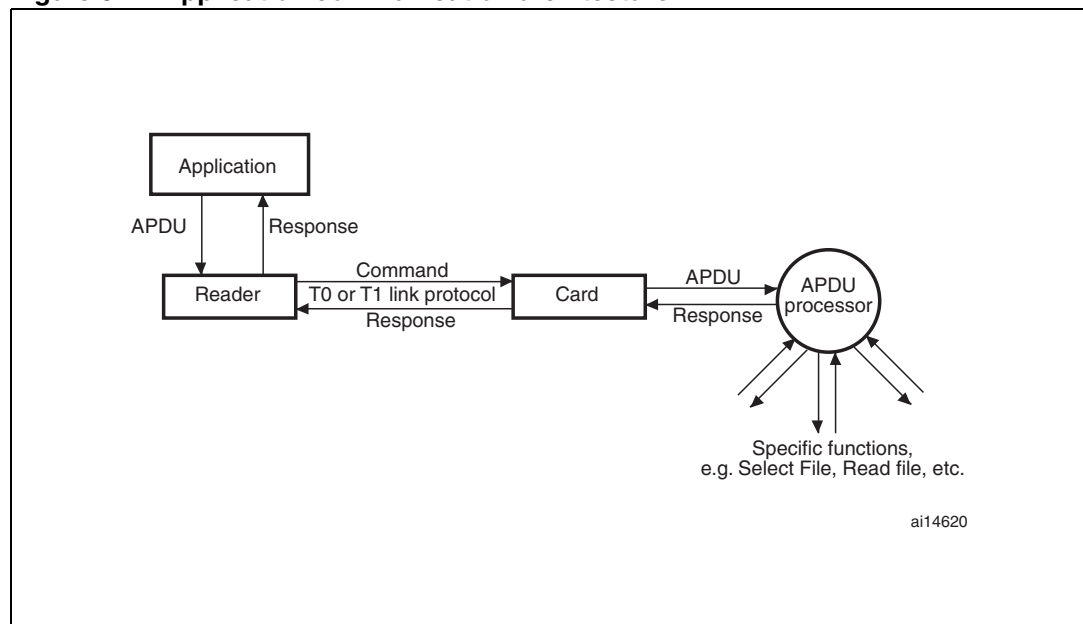 Application
APDU
Response
Reader
Command
T0 or T1 link protocol
Response
Card
APDU
Response
APDU
processor
Specific functions,
e.g. Select File, Read file, etc.
ai14620